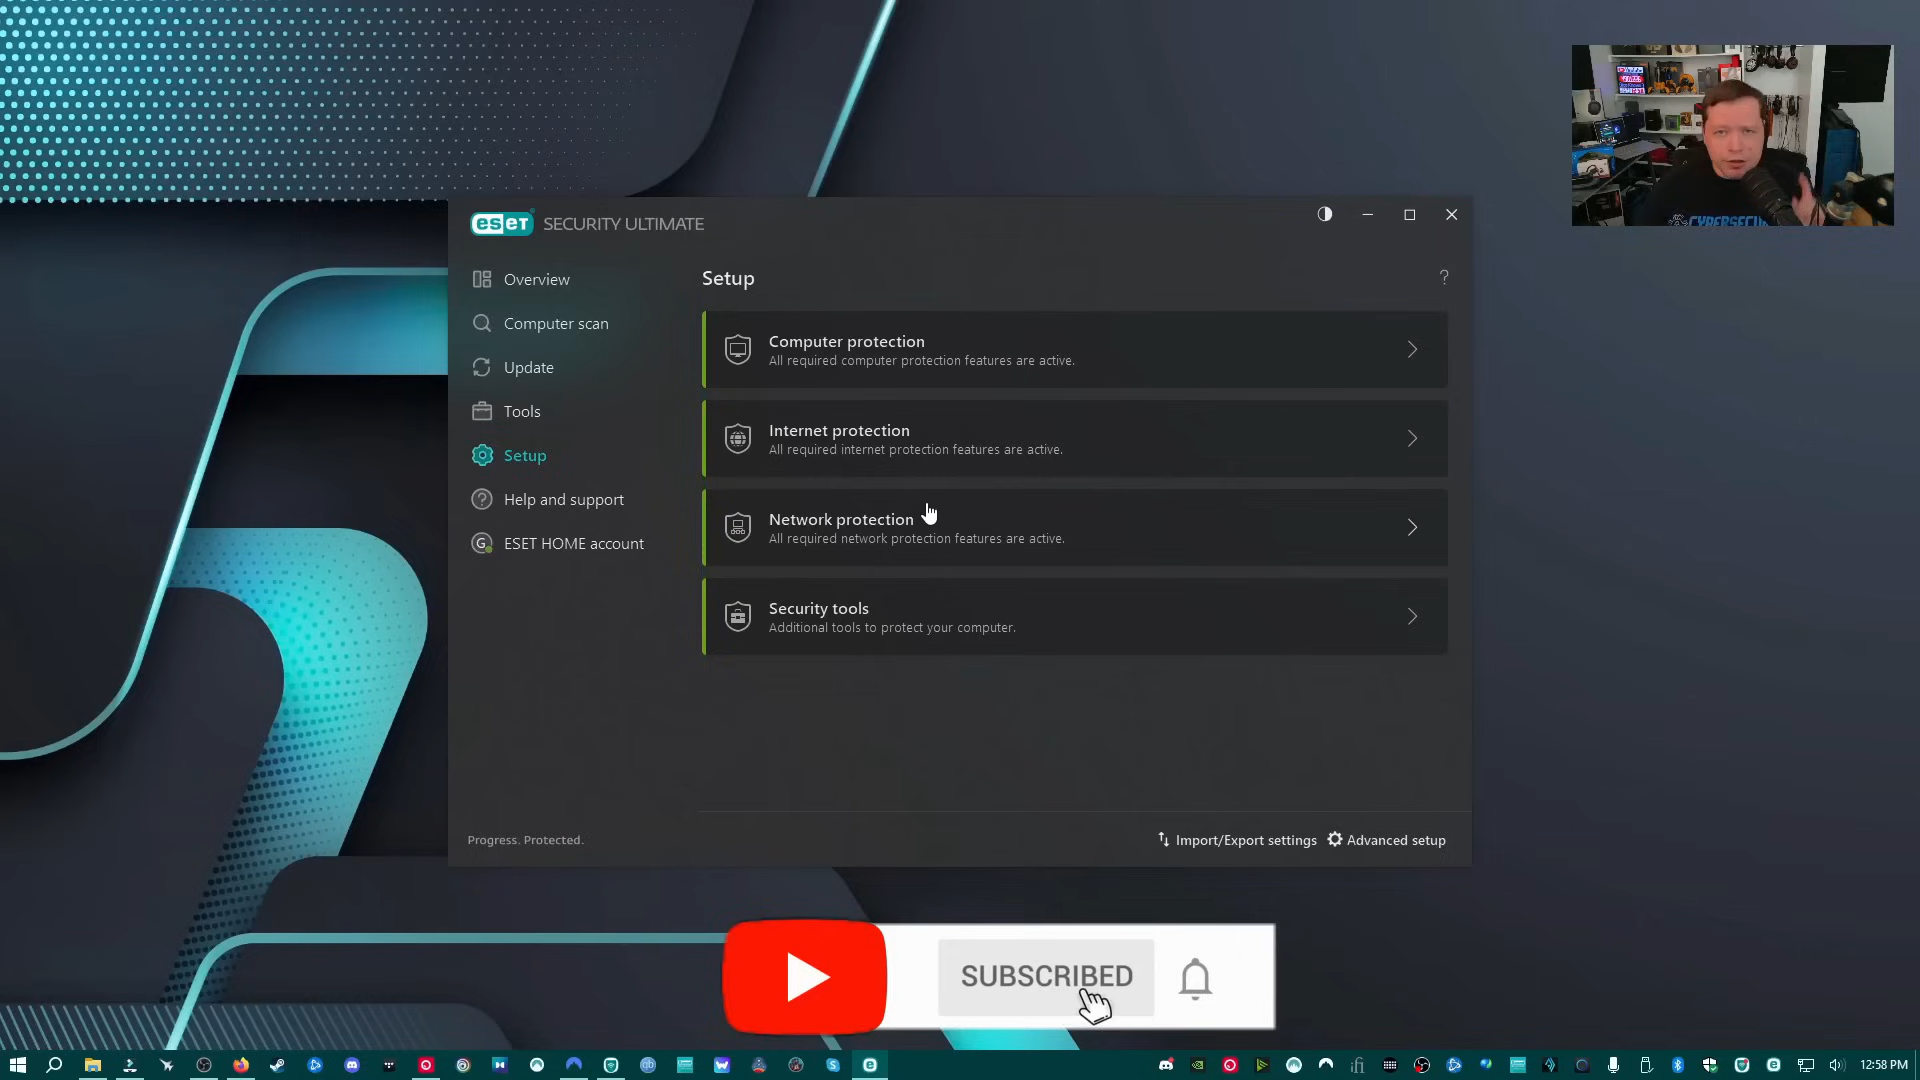 eset SECURITY ULTIMATE
Overview
Computer scan
Update
Tools
Setup
Help and support
G
ESET HOME account
Setup
?
Computer protection
All required computer protection features are active.
Internet protection
All required internet protection features are active.
Network protection
All required network protection features are active.
Security tools
Additional tools to protect your computer.
Progress. Protected.
Import/Export settings
Advanced setup
SUBSCRIBED
12:58 PM